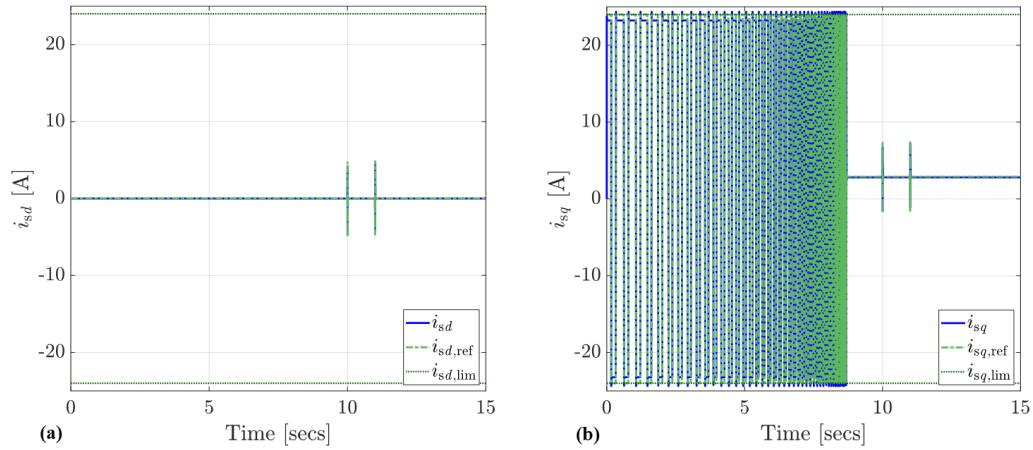 20
10
0
-10
-20
i_sd [A]
i_sd
i_sd,ref
i_sd,lim
0 5 10 15
(a) Time [secs]
20
10
0
-10
-20
i_sq [A]
i_sq
i_sq,ref
i_sq,lim
0 5 10 15
(b) Time [secs]